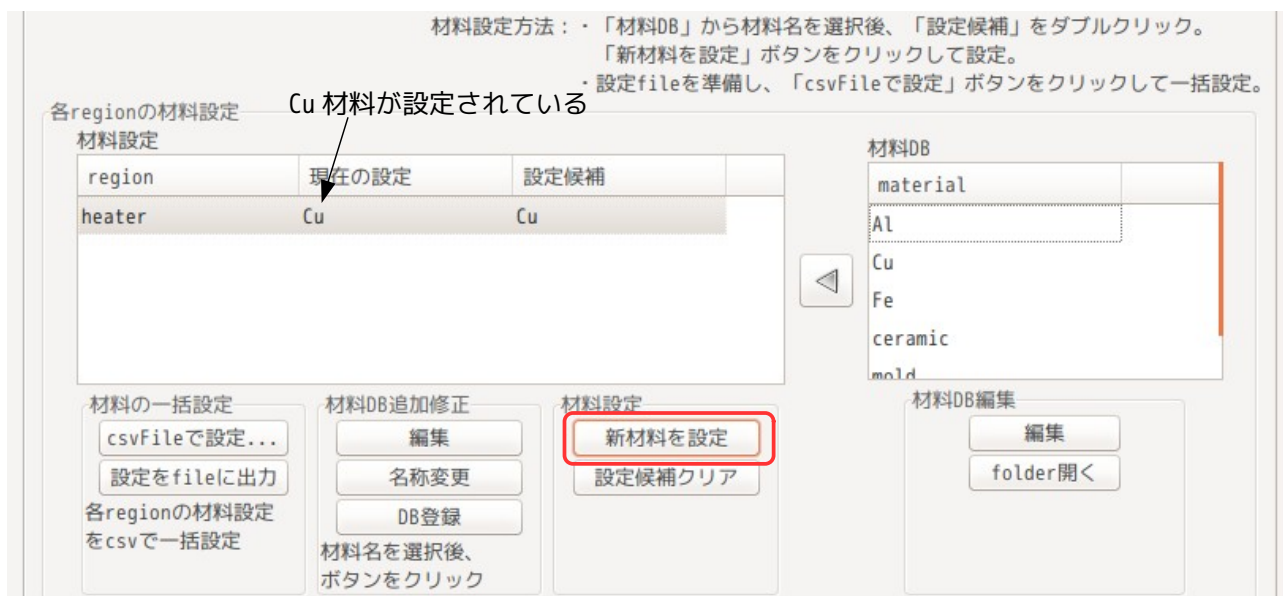 材料設定方法：・「材料DB」から材料名を選択後、「設定候補」をダブルクリック。
「新材料を設定」ボタンをクリックして設定。
・設定fileを準備し、「csvFileで設定」ボタンをクリックして一括設定。
各regionの材料設定
Cu 材料が設定されている
材料設定
材料DB
region 現在の設定 設定候補
material
heater Cu Cu
Al
Cu
Fe
ceramic
mold
材料の一括設定 材料DB追加修正 材料設定 材料DB編集
csvFileで設定... 編集 新材料を設定 編集
設定をfileに出力 名称変更 設定候補クリア folder開く
各regionの材料設定
をcsvで一括設定
DB登録
材料名を選択後、
ボタンをクリック